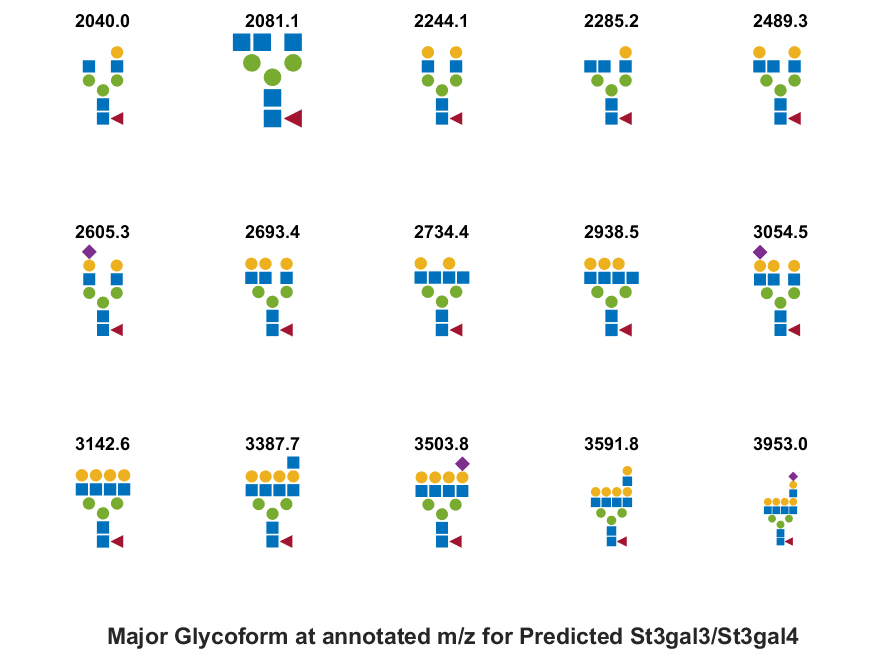 2040.0 2081.1 2244.1 2285.2 2489.3
2605.3 2693.4 2734.4 2938.5 3054.5
3142.6 3387.7 3503.8 3591.8 3953.0
Major Glycoform at annotated m/z for Predicted St3gal3/St3gal4